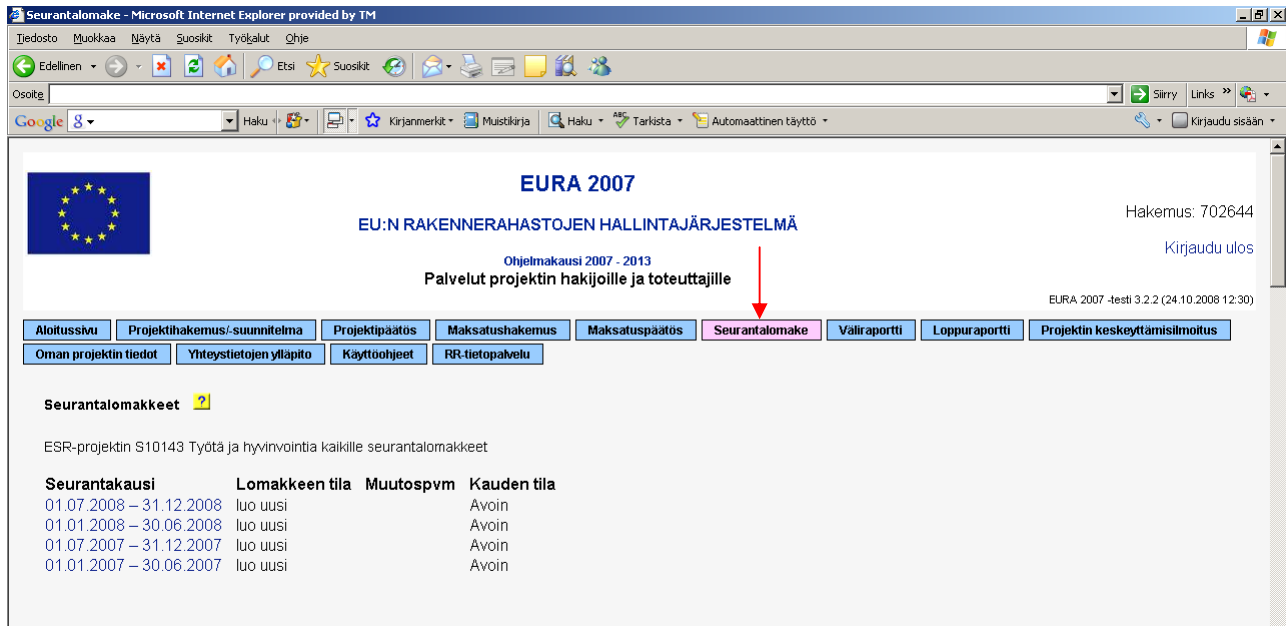 Seurantalomake - Microsoft Internet Explorer provided by TM
Tiedosto Muokkaa Näytä Suosikit Työkalut Ohje
Edellinen Etsi Suosikit
Osoite Siirry Links »
Google Haku Kirjanmerkit Muistikirja Haku Tarkista Automaattinen täyttö Kirjaudu sisään
EURA 2007
EU:N RAKENNERAHASTOJEN HALLINTAJÄRJESTELMÄ
Ohjelmakausi 2007 - 2013
Palvelut projektin hakijoille ja toteuttajille
Hakemus: 702644
Kirjaudu ulos
EURA 2007 -testi 3.2.2 (24.10.2008 12:30)
Aloitussivu Projektihakemus/-suunnitelma Projektipäätös Maksatushakemus Maksatuspäätös Seurantalomake Väliraportti Loppuraportti Projektin keskeyttämisilmoitus
Oman projektin tiedot Yhteystietojen ylläpito Käyttöohjeet RR-tietopalvelu
Seurantalomakkeet ?
ESR-projektin S10143 Työtä ja hyvinvointia kaikille seurantalomakkeet
Seurantakausi Lomakkeen tila Muutospvm Kauden tila
01.07.2008 – 31.12.2008 luo uusi Avoin
01.01.2008 – 30.06.2008 luo uusi Avoin
01.07.2007 – 31.12.2007 luo uusi Avoin
01.01.2007 – 30.06.2007 luo uusi Avoin